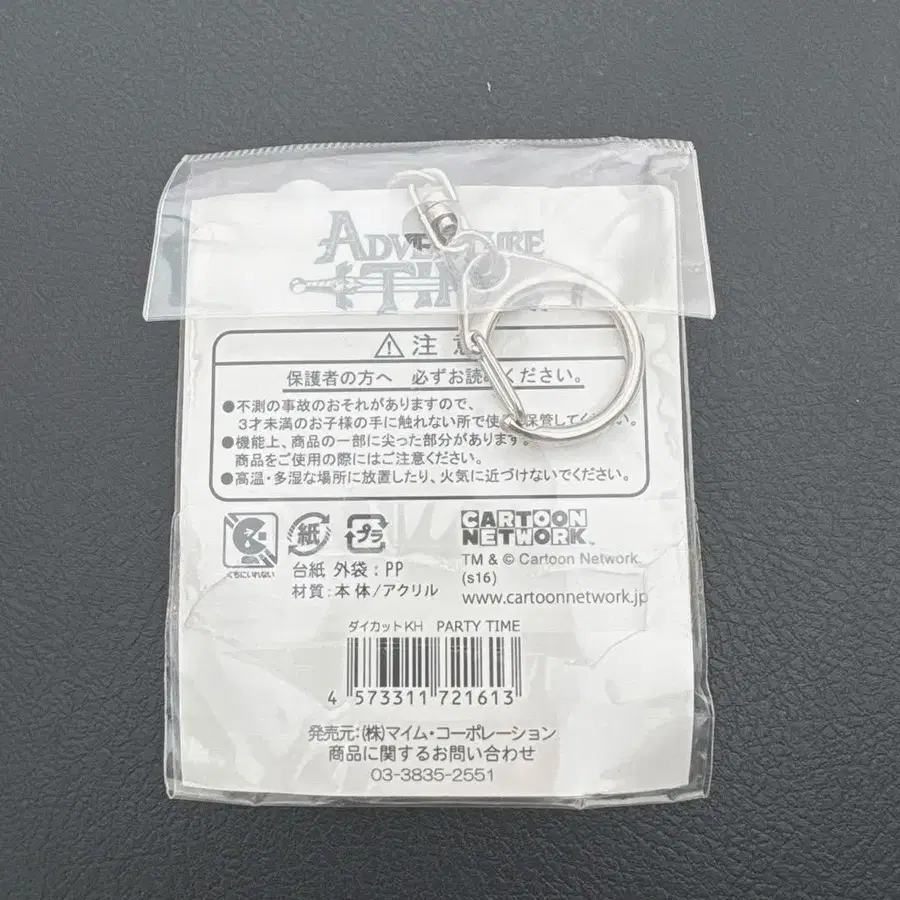 ADVENTURE
TIME
注意
保護者の方へ 必ずお読みください。
●不測の事故のおそれがありますので、
3才未満のお子様の手に触れない所で使用、保管してください。
●機能上、商品の一部に尖った部分があります。
商品をご使用の際にはご注意ください。
●高温・多湿な場所に放置したり、火気に近づけないでください。
くちにいれない
紙
プラ
台紙 外袋:PP
材質:本体/アクリル
CARTOON
NETWORK™
TM & © Cartoon Network.
(s16)
www.cartoonnetwork.jp
ダイカットKH PARTY TIME
4 573311 721613
発売元:(株)マイム・コーポレーション
商品に関するお問い合わせ
03-3835-2551